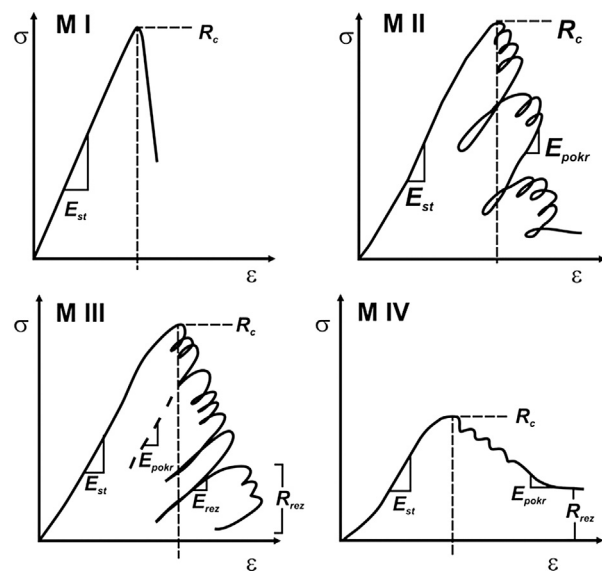 σ M I R_c
E_st
ε
σ M II R_c
E_pokr
E_st
ε
σ M III R_c
E_pokr
E_st E_rez R_rez
ε
σ M IV
R_c
E_st E_pokr R_rez
ε